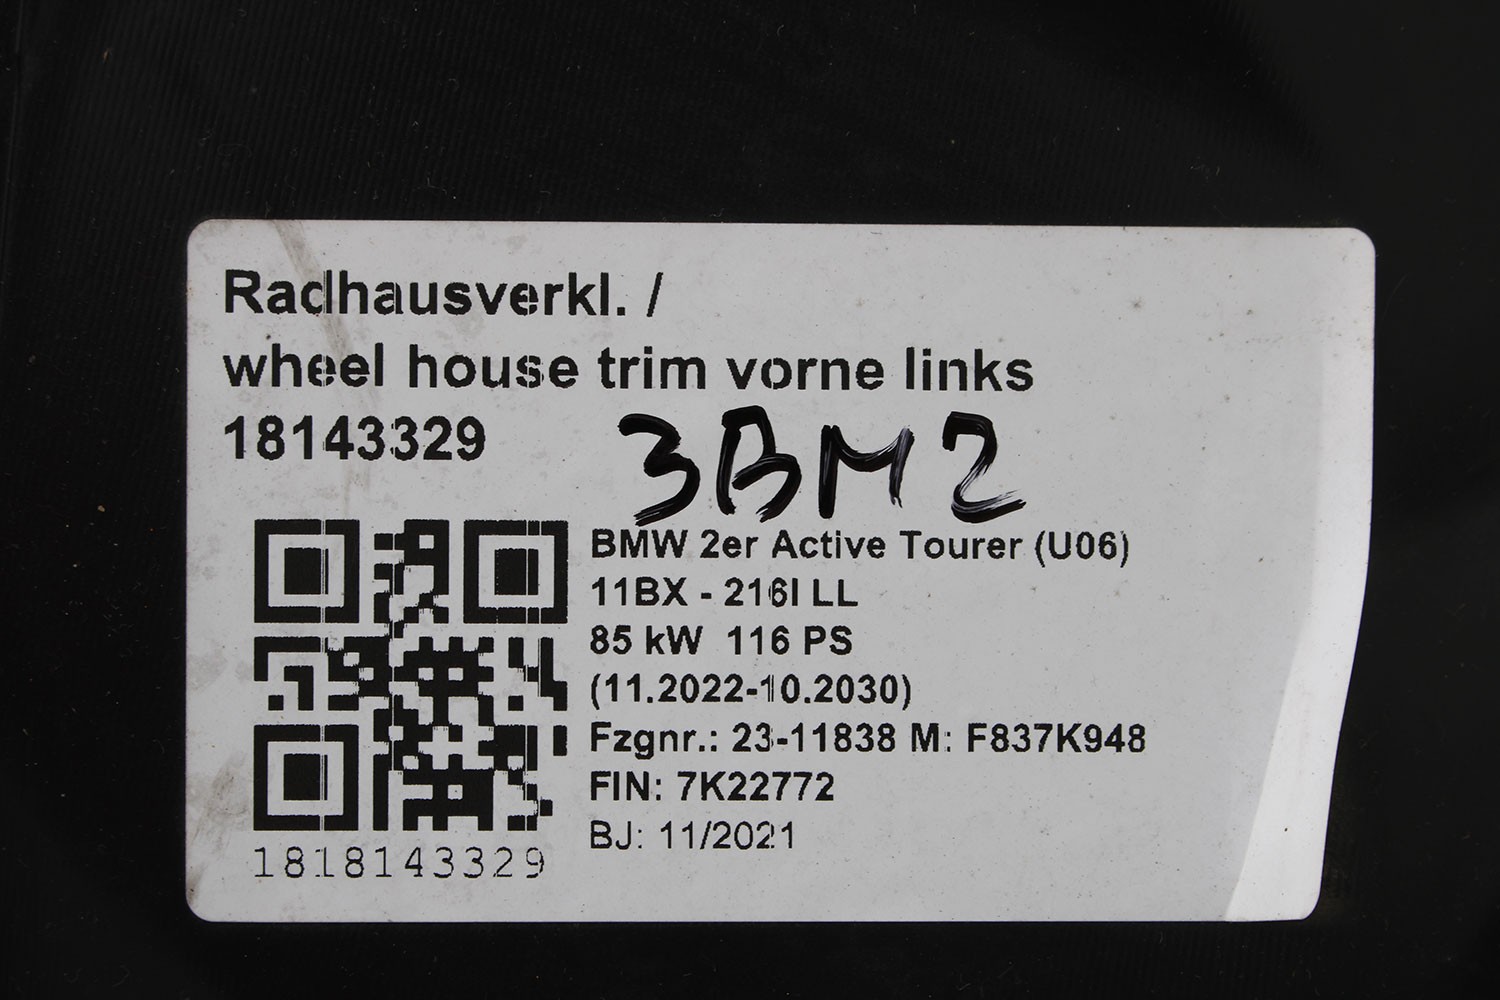 Radhausverkl. /
wheel house trim vorne links
18143329
3BM2
BMW 2er Active Tourer (U06)
11BX - 216I LL
85 kW 116 PS
(11.2022-10.2030)
Fzgnr.: 23-11838 M: F837K948
FIN: 7K22772
BJ: 11/2021
1818143329